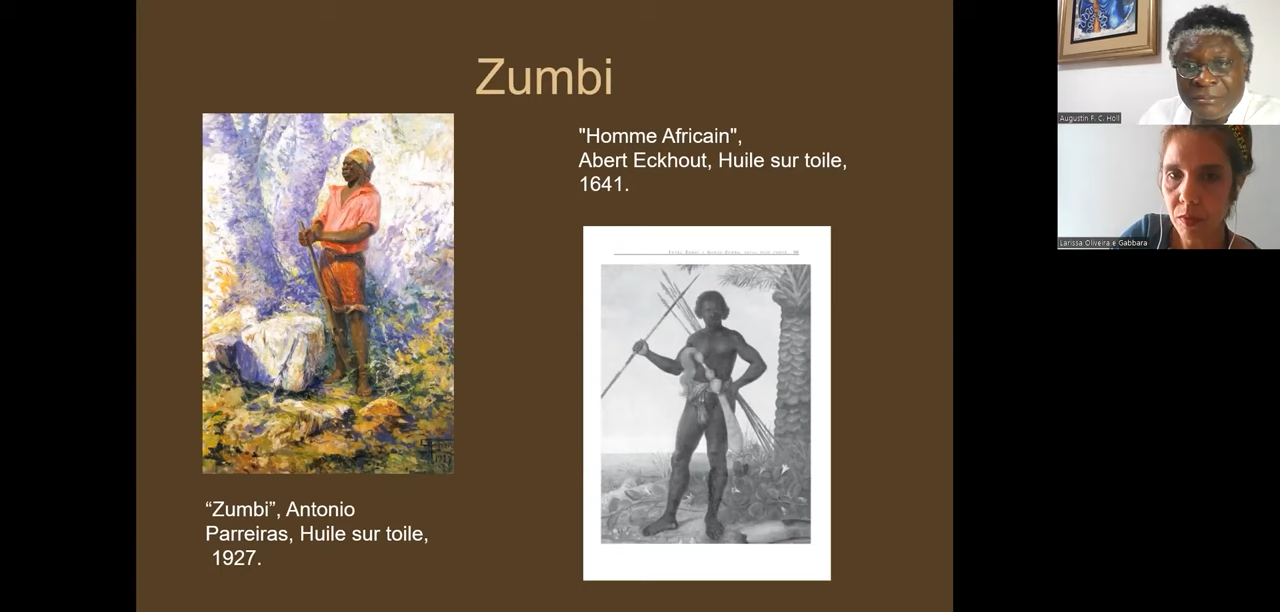 Zumbi
"Homme Africain",
Abert Eckhout, Huile sur toile,
1641.
“Zumbi”, Antonio
Parreiras, Huile sur toile,
1927.
Augustin F. C. Holl
Larissa Oliveira e Gabbara